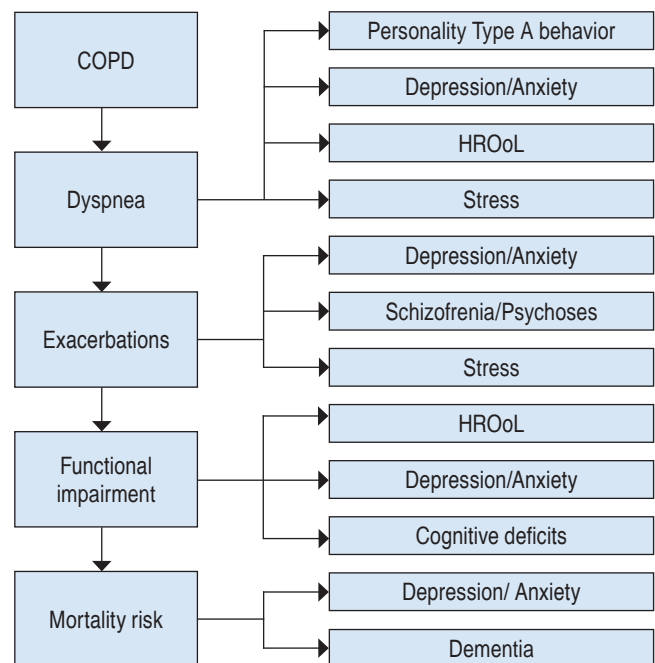 COPD
Personality Type A behavior
Depression/Anxiety
HRQoL
Dyspnea
Stress
Depression/Anxiety
Exacerbations
Schizofrenia/Psychoses
Stress
HRQoL
Functional
impairment
Depression/Anxiety
Cognitive deficits
Mortality risk
Depression/ Anxiety
Dementia